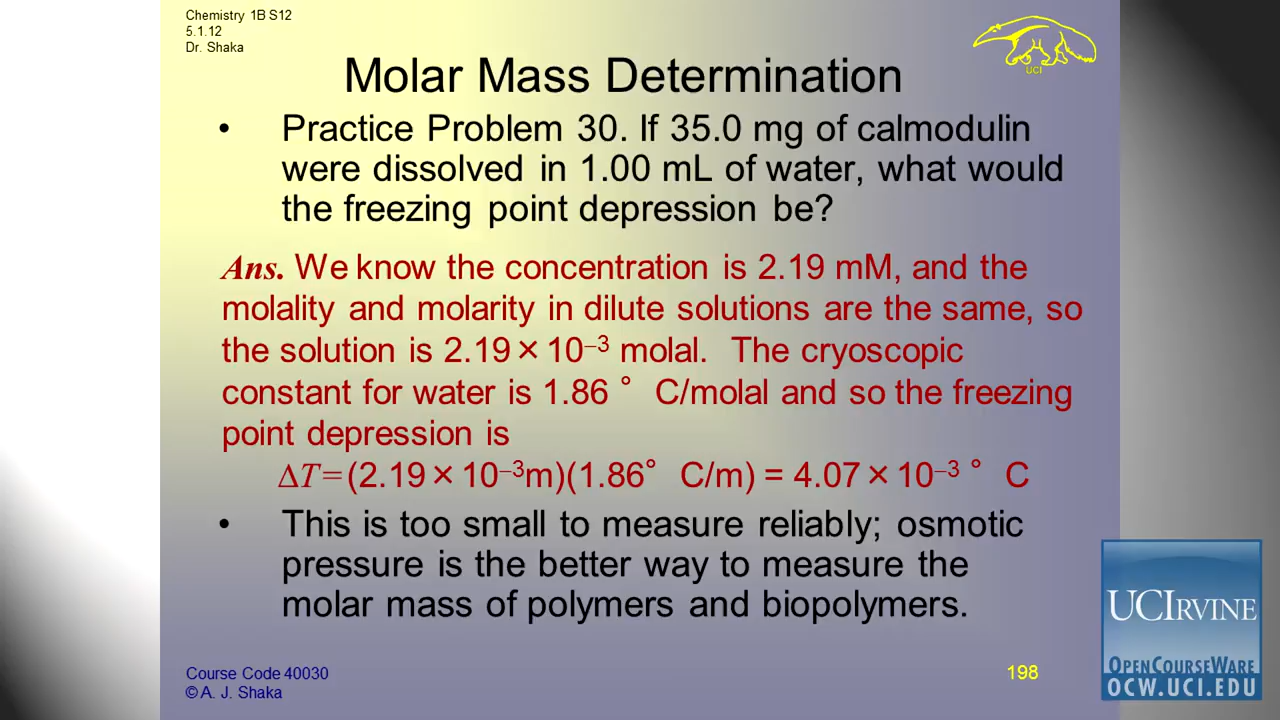 Chemistry 1B S12
5.1.12
Dr. Shaka
UCI
Molar Mass Determination
• Practice Problem 30. If 35.0 mg of calmodulin
were dissolved in 1.00 mL of water, what would
the freezing point depression be?
Ans. We know the concentration is 2.19 mM, and the
molality and molarity in dilute solutions are the same, so
the solution is 2.19 × 10⁻³ molal. The cryoscopic
constant for water is 1.86 ° C/molal and so the freezing
point depression is
ΔT = (2.19 × 10⁻³m)(1.86° C/m) = 4.07 × 10⁻³ ° C
• This is too small to measure reliably; osmotic
pressure is the better way to measure the
molar mass of polymers and biopolymers.
Course Code 40030
© A. J. Shaka
198
UCIRVINE
OPENCOURSEWARE
OCW.UCI.EDU